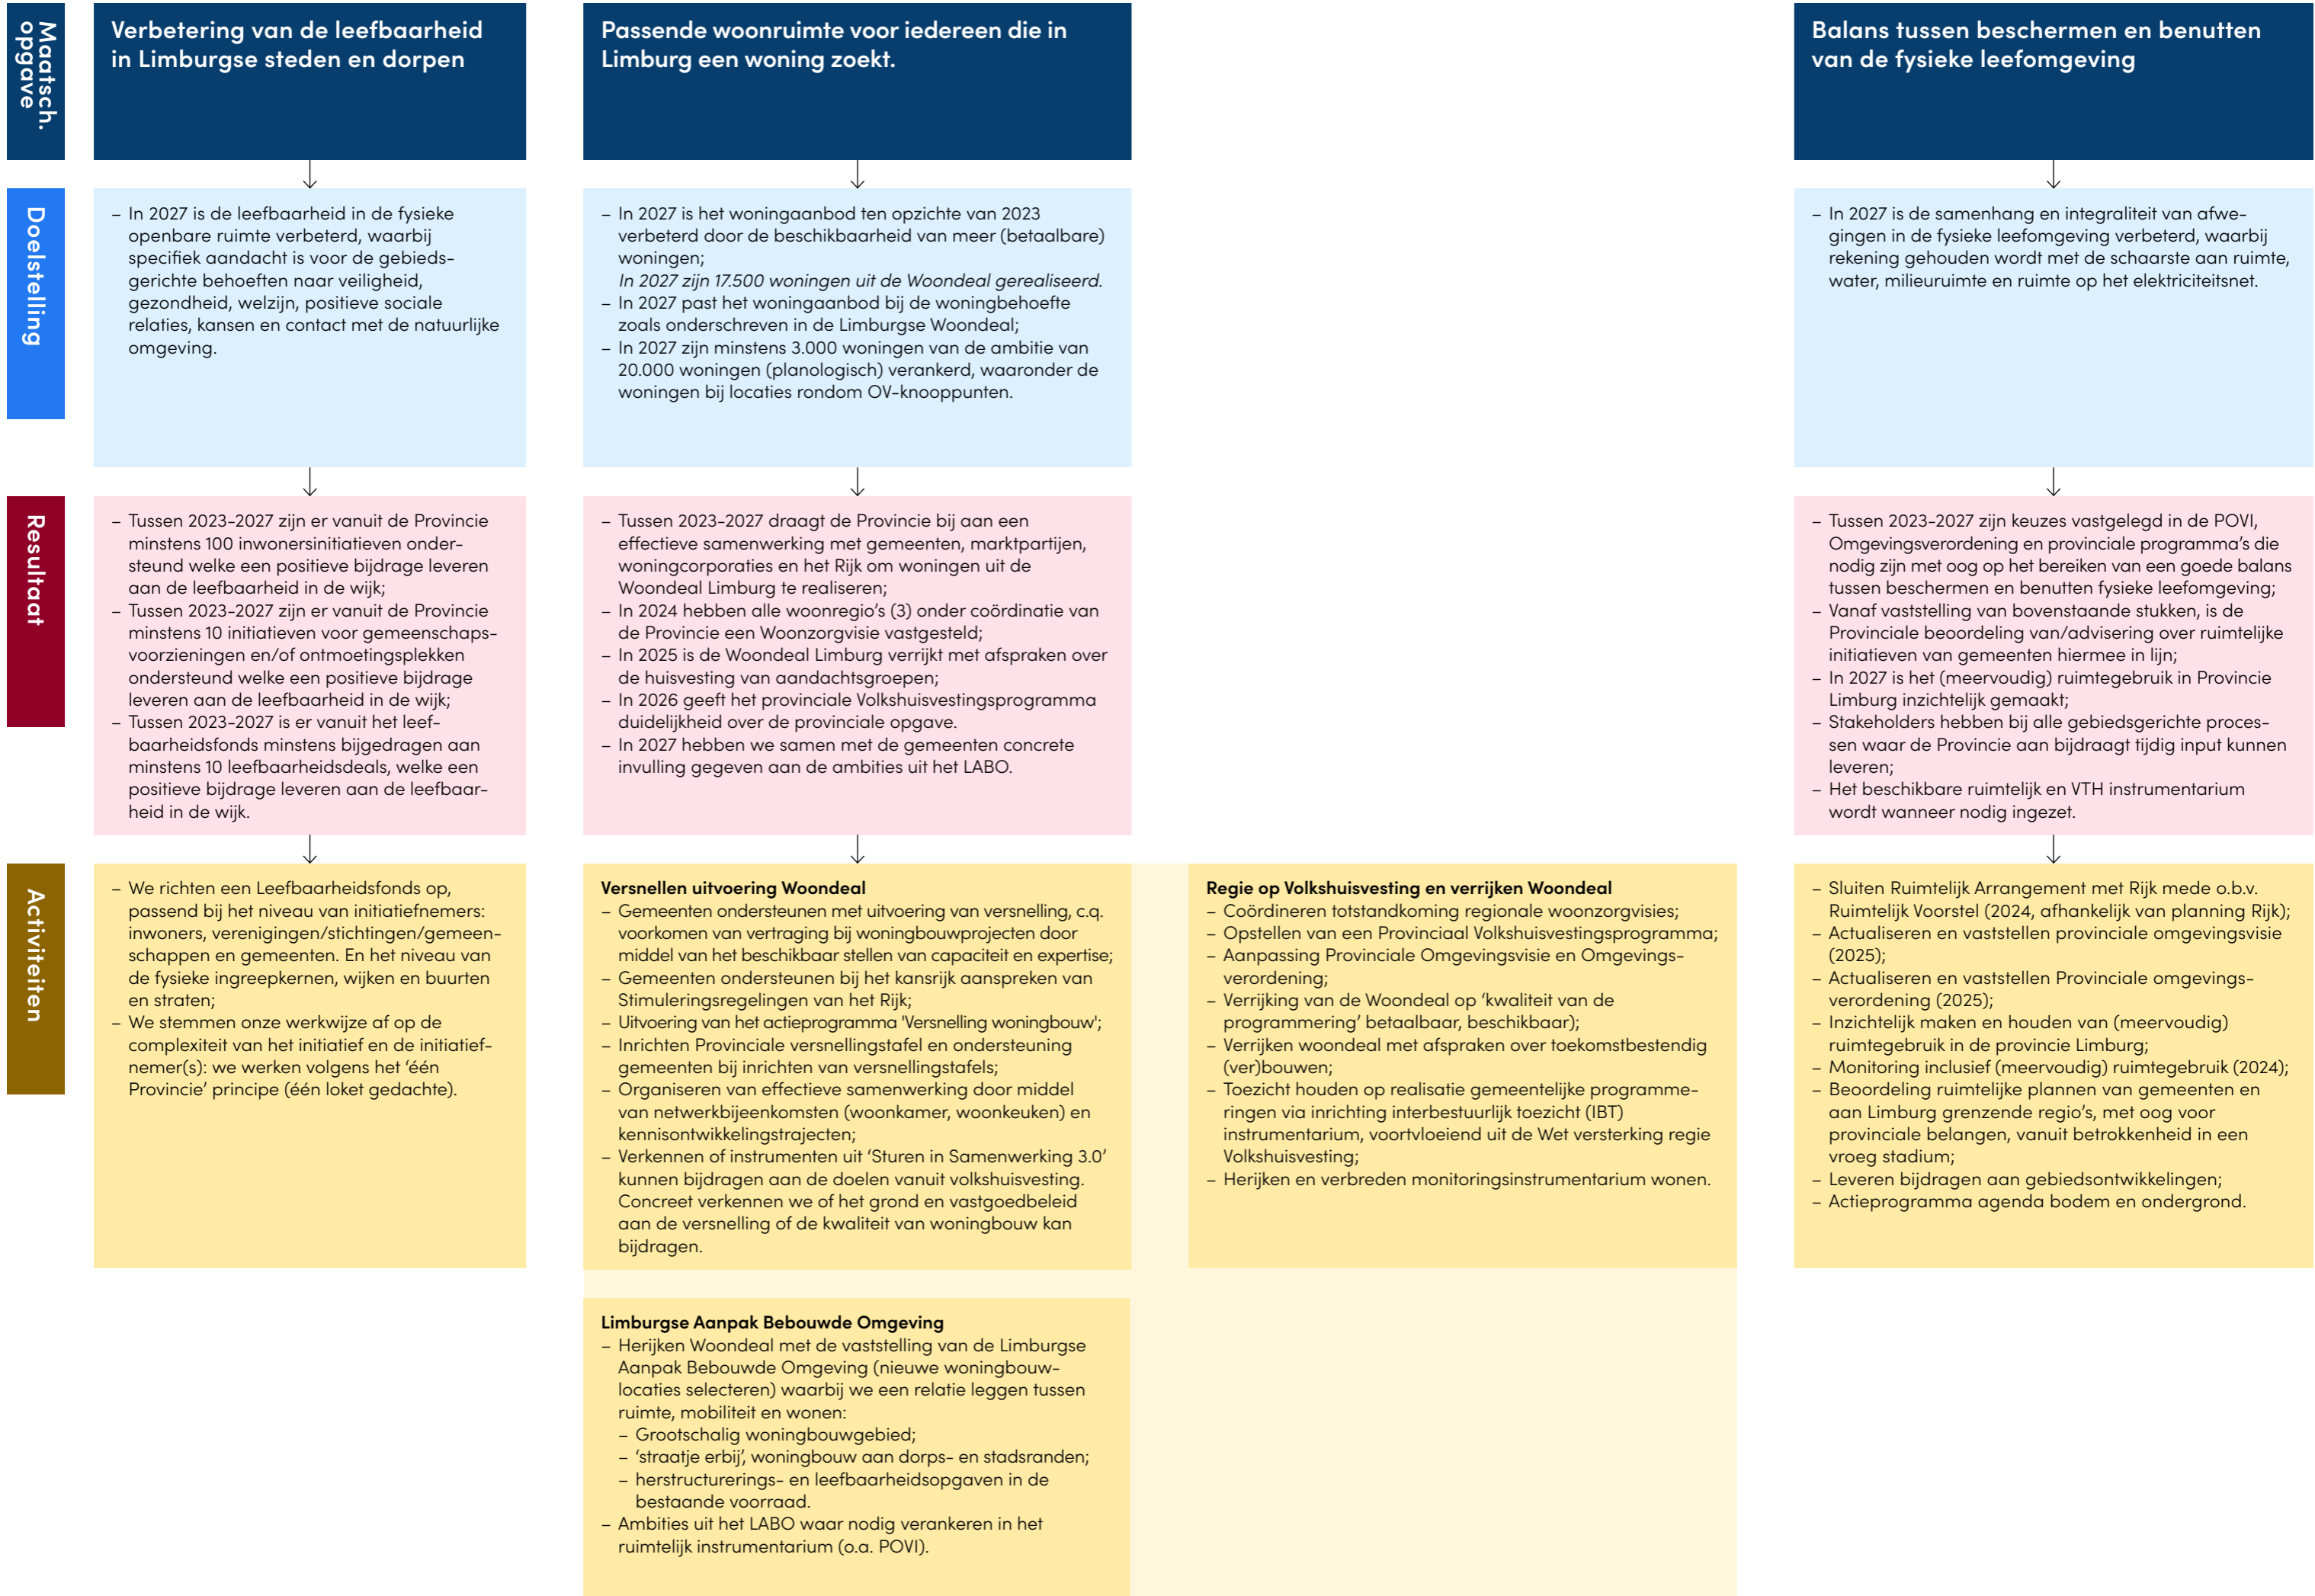 Maatsch.
opgave
Verbetering van de leefbaarheid
in Limburgse steden en dorpen
Passende woonruimte voor iedereen die in
Limburg een woning zoekt.
Balans tussen beschermen en benutten
van de fysieke leefomgeving
Doelstelling
– In 2027 is de leefbaarheid in de fysieke
openbare ruimte verbeterd, waarbij
specifiek aandacht is voor de gebieds-
gerichte behoeften naar veiligheid,
gezondheid, welzijn, positieve sociale
relaties, kansen en contact met de natuurlijke
omgeving.
– In 2027 is het woningaanbod ten opzichte van 2023
verbeterd door de beschikbaarheid van meer (betaalbare)
woningen;
In 2027 zijn 17.500 woningen uit de Woondeal gerealiseerd.
– In 2027 past het woningaanbod bij de woningbehoefte
zoals onderschreven in de Limburgse Woondeal;
– In 2027 zijn minstens 3.000 woningen van de ambitie van
20.000 woningen (planologisch) verankerd, waaronder de
woningen bij locaties rondom OV-knooppunten.
– In 2027 is de samenhang en integraliteit van afwe-
gingen in de fysieke leefomgeving verbeterd, waarbij
rekening gehouden wordt met de schaarste aan ruimte,
water, milieuruimte en ruimte op het elektriciteitsnet.
Resultaat
– Tussen 2023-2027 zijn er vanuit de Provincie
minstens 100 inwonersinitiatieven onder-
steund welke een positieve bijdrage leveren
aan de leefbaarheid in de wijk;
– Tussen 2023-2027 zijn er vanuit de Provincie
minstens 10 initiatieven voor gemeenschaps-
voorzieningen en/of ontmoetingsplekken
ondersteund welke een positieve bijdrage
leveren aan de leefbaarheid in de wijk;
– Tussen 2023-2027 is er vanuit het leef-
baarheidsfonds minstens bijgedragen aan
minstens 10 leefbaarheidsdeals, welke een
positieve bijdrage leveren aan de leefbaar-
heid in de wijk.
– Tussen 2023-2027 draagt de Provincie bij aan een
effectieve samenwerking met gemeenten, marktpartijen,
woningcorporaties en het Rijk om woningen uit de
Woondeal Limburg te realiseren;
– In 2024 hebben alle woonregio's (3) onder coördinatie van
de Provincie een Woonzorgvisie vastgesteld;
– In 2025 is de Woondeal Limburg verrijkt met afspraken over
de huisvesting van aandachtsgroepen;
– In 2026 geeft het provinciale Volkshuisvestingsprogramma
duidelijkheid over de provinciale opgave.
– In 2027 hebben we samen met de gemeenten concrete
invulling gegeven aan de ambities uit het LABO.
– Tussen 2023-2027 zijn keuzes vastgelegd in de POVI,
Omgevingsverordening en provinciale programma's die
nodig zijn met oog op het bereiken van een goede balans
tussen beschermen en benutten fysieke leefomgeving;
– Vanaf vaststelling van bovenstaande stukken, is de
Provinciale beoordeling van/advisering over ruimtelijke
initiatieven van gemeenten hiermee in lijn;
– In 2027 is het (meervoudig) ruimtegebruik in Provincie
Limburg inzichtelijk gemaakt;
– Stakeholders hebben bij alle gebiedsgerichte proces-
sen waar de Provincie aan bijdraagt tijdig input kunnen
leveren;
– Het beschikbare ruimtelijk en VTH instrumentarium
wordt wanneer nodig ingezet.
Activiteiten
– We richten een Leefbaarheidsfonds op,
passend bij het niveau van initiatiefnemers:
inwoners, verenigingen/stichtingen/gemeen-
schappen en gemeenten. En het niveau van
de fysieke ingreepkernen, wijken en buurten
en straten;
– We stemmen onze werkwijze af op de
complexiteit van het initiatief en de initiatief-
nemer(s): we werken volgens het 'één
Provincie' principe (één loket gedachte).
Versnellen uitvoering Woondeal
– Gemeenten ondersteunen met uitvoering van versnelling, c.q.
voorkomen van vertraging bij woningbouwprojecten door
middel van het beschikbaar stellen van capaciteit en expertise;
– Gemeenten ondersteunen bij het kansrijk aanspreken van
Stimuleringsregelingen van het Rijk;
– Uitvoering van het actieprogramma 'Versnelling woningbouw';
– Inrichten Provinciale versnellingstafel en ondersteuning
gemeenten bij inrichten van versnellingstafels;
– Organiseren van effectieve samenwerking door middel
van netwerkbijeenkomsten (woonkamer, woonkeuken) en
kennisontwikkelingstrajecten;
– Verkennen of instrumenten uit 'Sturen in Samenwerking 3.0'
kunnen bijdragen aan de doelen vanuit volkshuisvesting.
Concreet verkennen we of het grond en vastgoedbeleid
aan de versnelling of de kwaliteit van woningbouw kan
bijdragen.
Regie op Volkshuisvesting en verrijken Woondeal
– Coördineren totstandkoming regionale woonzorgvisies;
– Opstellen van een Provinciaal Volkshuisvestingsprogramma;
– Aanpassing Provinciale Omgevingsvisie en Omgevings-
verordening;
– Verrijking van de Woondeal op 'kwaliteit van de
programmering' betaalbaar, beschikbaar);
– Verrijken woondeal met afspraken over toekomstbestendig
(ver)bouwen;
– Toezicht houden op realisatie gemeentelijke programme-
ringen via inrichting interbestuurlijk toezicht (IBT)
instrumentarium, voortvloeiend uit de Wet versterking regie
Volkshuisvesting;
– Herijken en verbreden monitoringsinstrumentarium wonen.
– Sluiten Ruimtelijk Arrangement met Rijk mede o.b.v.
Ruimtelijk Voorstel (2024, afhankelijk van planning Rijk);
– Actualiseren en vaststellen provinciale omgevingsvisie
(2025);
– Actualiseren en vaststellen Provinciale omgevings-
verordening (2025);
– Inzichtelijk maken en houden van (meervoudig)
ruimtegebruik in de provincie Limburg;
– Monitoring inclusief (meervoudig) ruimtegebruik (2024);
– Beoordeling ruimtelijke plannen van gemeenten en
aan Limburg grenzende regio's, met oog voor
provinciale belangen, vanuit betrokkenheid in een
vroeg stadium;
– Leveren bijdragen aan gebiedsontwikkelingen;
– Actieprogramma agenda bodem en ondergrond.
Limburgse Aanpak Bebouwde Omgeving
– Herijken Woondeal met de vaststelling van de Limburgse
Aanpak Bebouwde Omgeving (nieuwe woningbouw-
locaties selecteren) waarbij we een relatie leggen tussen
ruimte, mobiliteit en wonen:
– Grootschalig woningbouwgebied;
– 'straatje erbij', woningbouw aan dorps- en stadsranden;
– herstructurerings- en leefbaarheidsopgaven in de
bestaande voorraad.
– Ambities uit het LABO waar nodig verankeren in het
ruimtelijk instrumentarium (o.a. POVI).